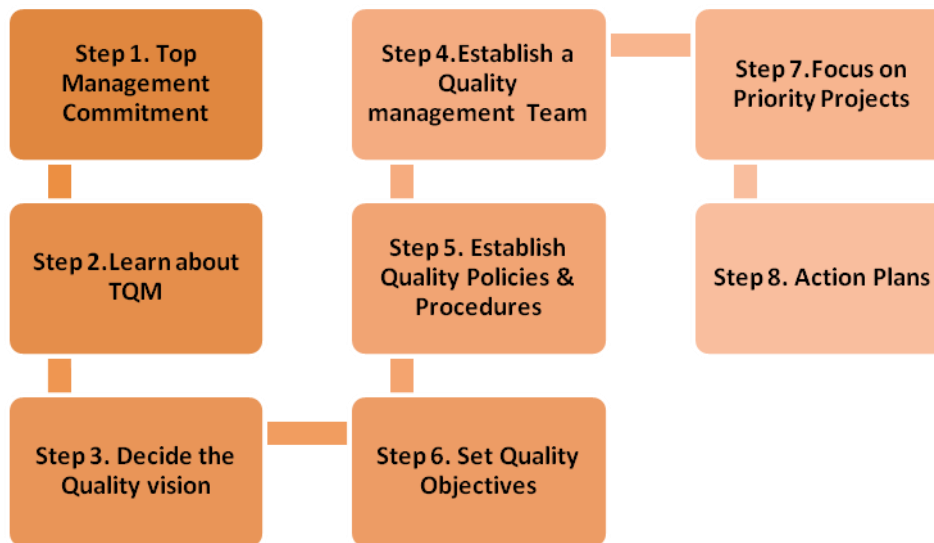 Step 1. Top
Management
Commitment
Step 2.Learn about
TQM
Step 3. Decide the
Quality vision
Step 4.Establish a
Quality
management Team
Step 5. Establish
Quality Policies &
Procedures
Step 6. Set Quality
Objectives
Step 7.Focus on
Priority Projects
Step 8. Action Plans